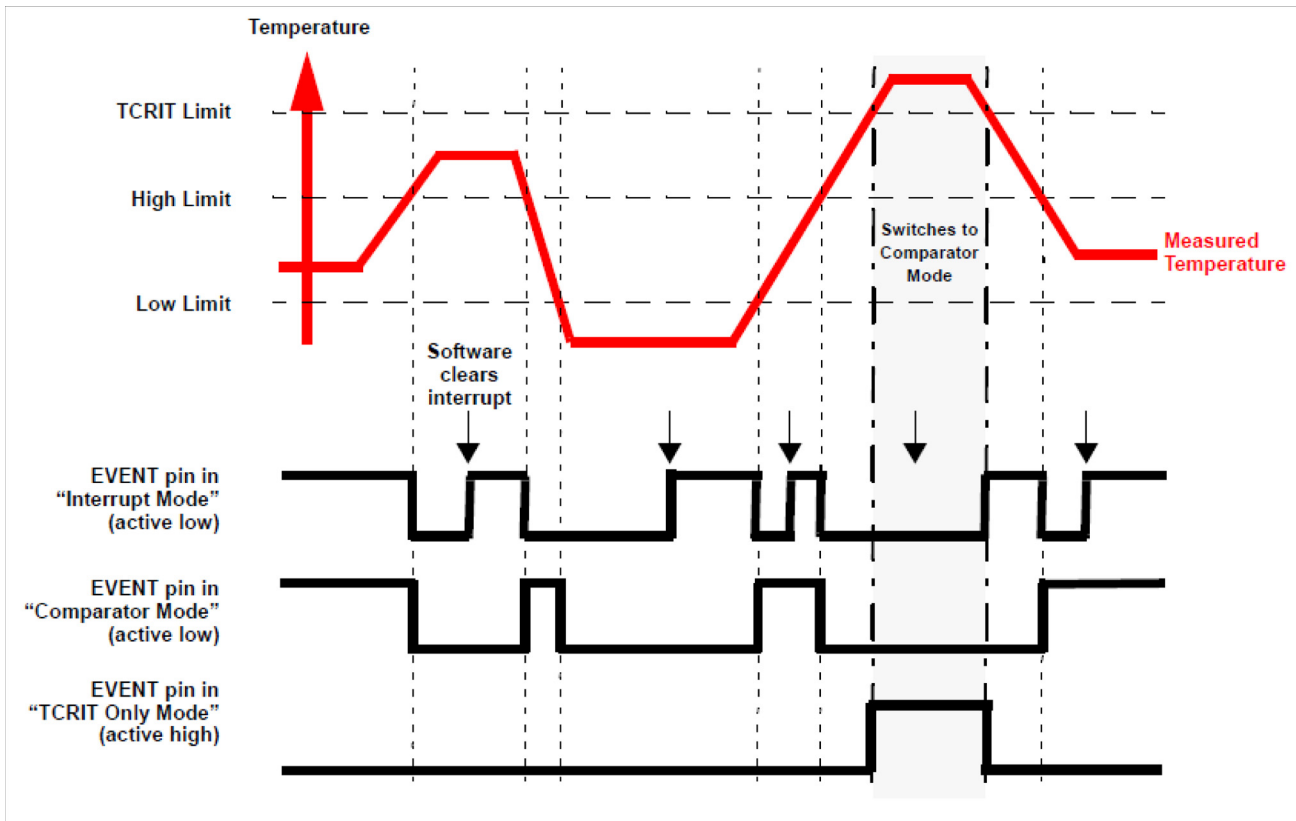 Temperature
TCRIT Limit
High Limit
Switches to
Comparator
Mode
Measured
Temperature
Low Limit
Software
clears
interrupt
EVENT pin in
“Interrupt Mode”
(active low)
EVENT pin in
“Comparator Mode”
(active low)
EVENT pin in
“TCRIT Only Mode”
(active high)